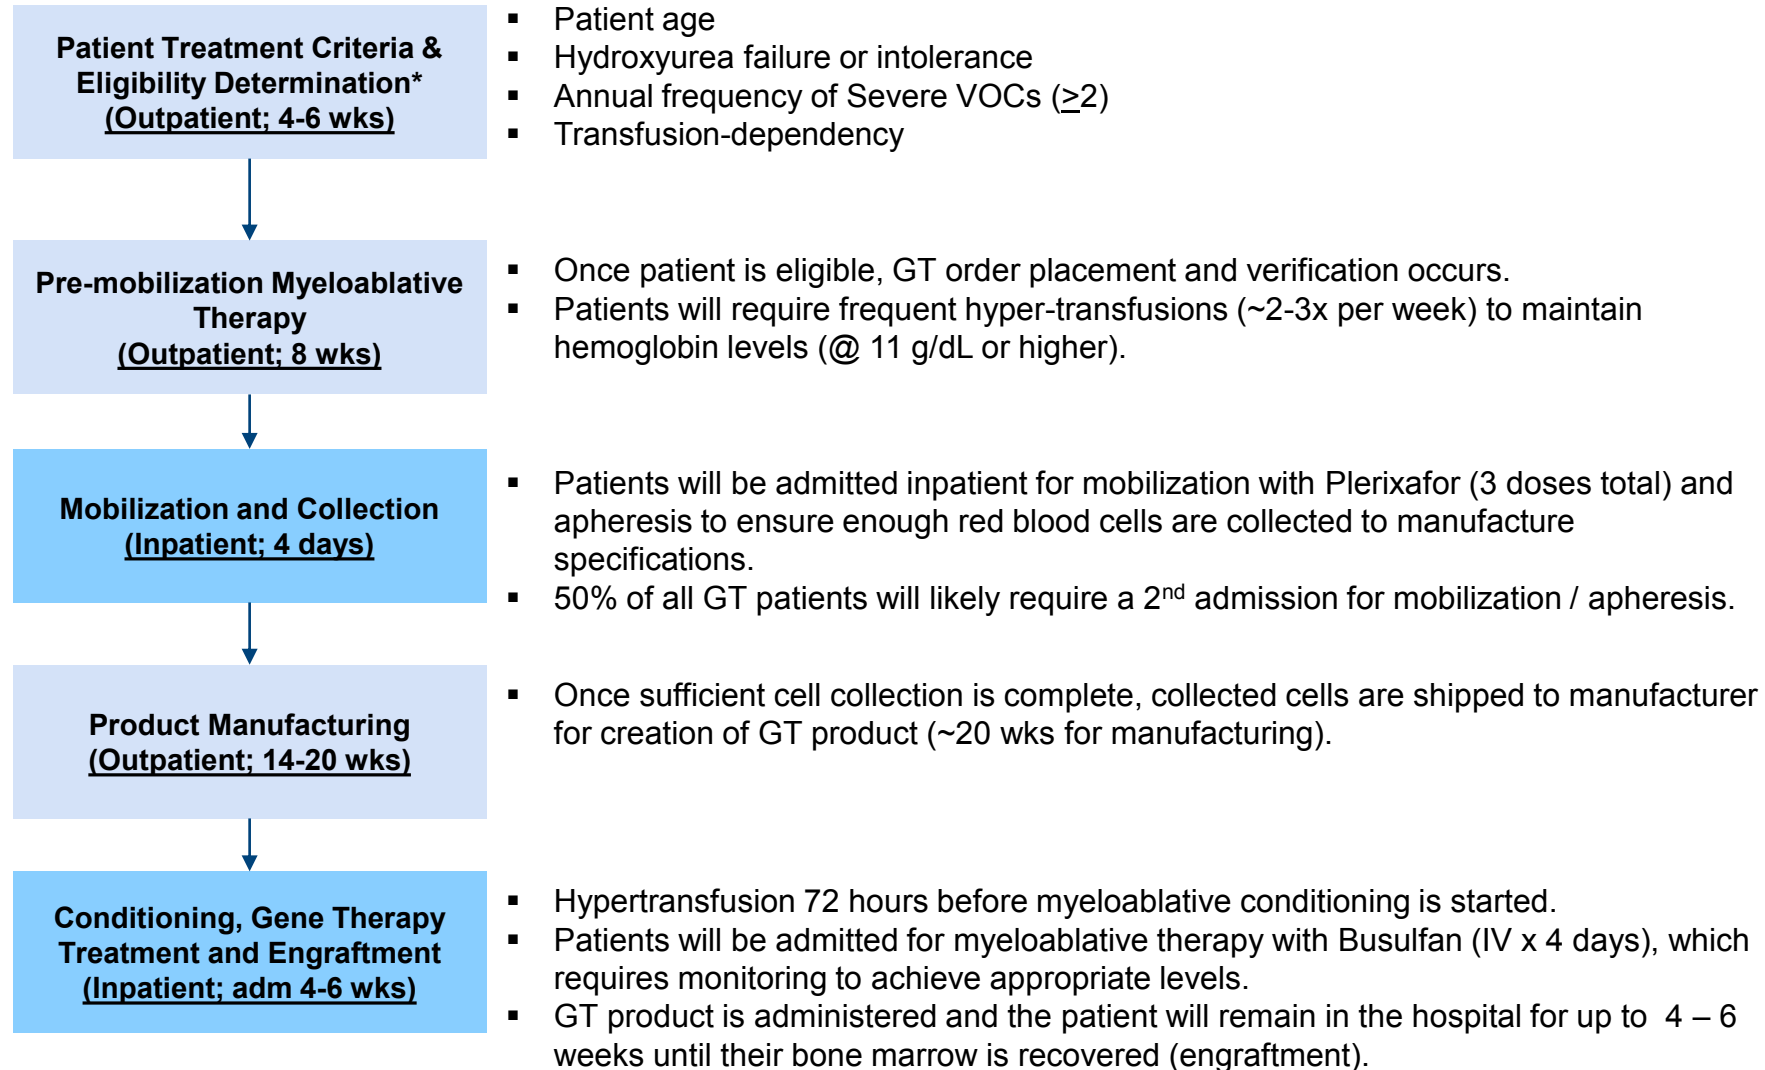 Patient Treatment Criteria &
Eligibility Determination*
(Outpatient; 4-6 wks)
▪ Patient age
▪ Hydroxyurea failure or intolerance
▪ Annual frequency of Severe VOCs (≥2)
▪ Transfusion-dependency
Pre-mobilization Myeloablative
Therapy
(Outpatient; 8 wks)
▪ Once patient is eligible, GT order placement and verification occurs.
▪ Patients will require frequent hyper-transfusions (~2-3x per week) to maintain
hemoglobin levels (@ 11 g/dL or higher).
Mobilization and Collection
(Inpatient; 4 days)
▪ Patients will be admitted inpatient for mobilization with Plerixafor (3 doses total) and
apheresis to ensure enough red blood cells are collected to manufacture
specifications.
▪ 50% of all GT patients will likely require a 2nd admission for mobilization / apheresis.
Product Manufacturing
(Outpatient; 14-20 wks)
▪ Once sufficient cell collection is complete, collected cells are shipped to manufacturer
for creation of GT product (~20 wks for manufacturing).
Conditioning, Gene Therapy
Treatment and Engraftment
(Inpatient; adm 4-6 wks)
▪ Hypertransfusion 72 hours before myeloablative conditioning is started.
▪ Patients will be admitted for myeloablative therapy with Busulfan (IV x 4 days), which
requires monitoring to achieve appropriate levels.
▪ GT product is administered and the patient will remain in the hospital for up to 4 – 6
weeks until their bone marrow is recovered (engraftment).